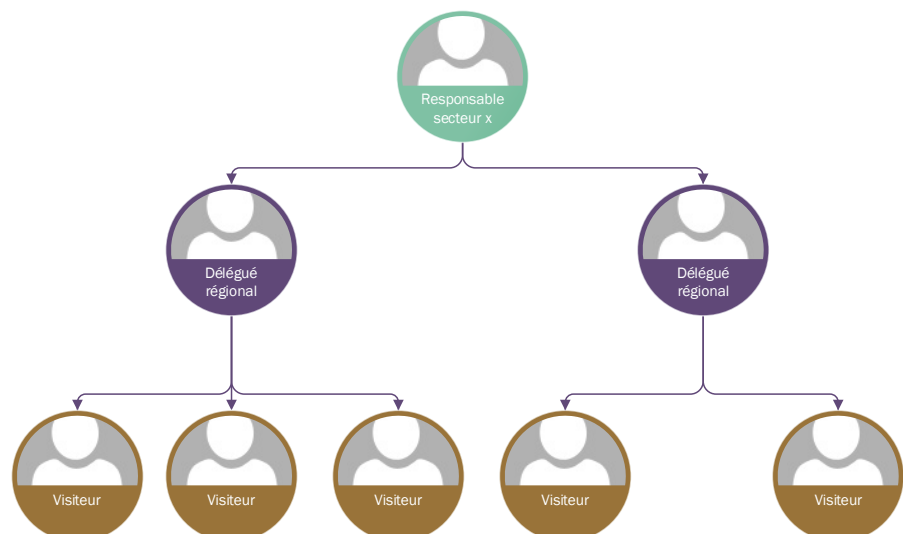 Responsable
secteur x
Délégué
régional
Délégué
régional
Visiteur
Visiteur
Visiteur
Visiteur
Visiteur